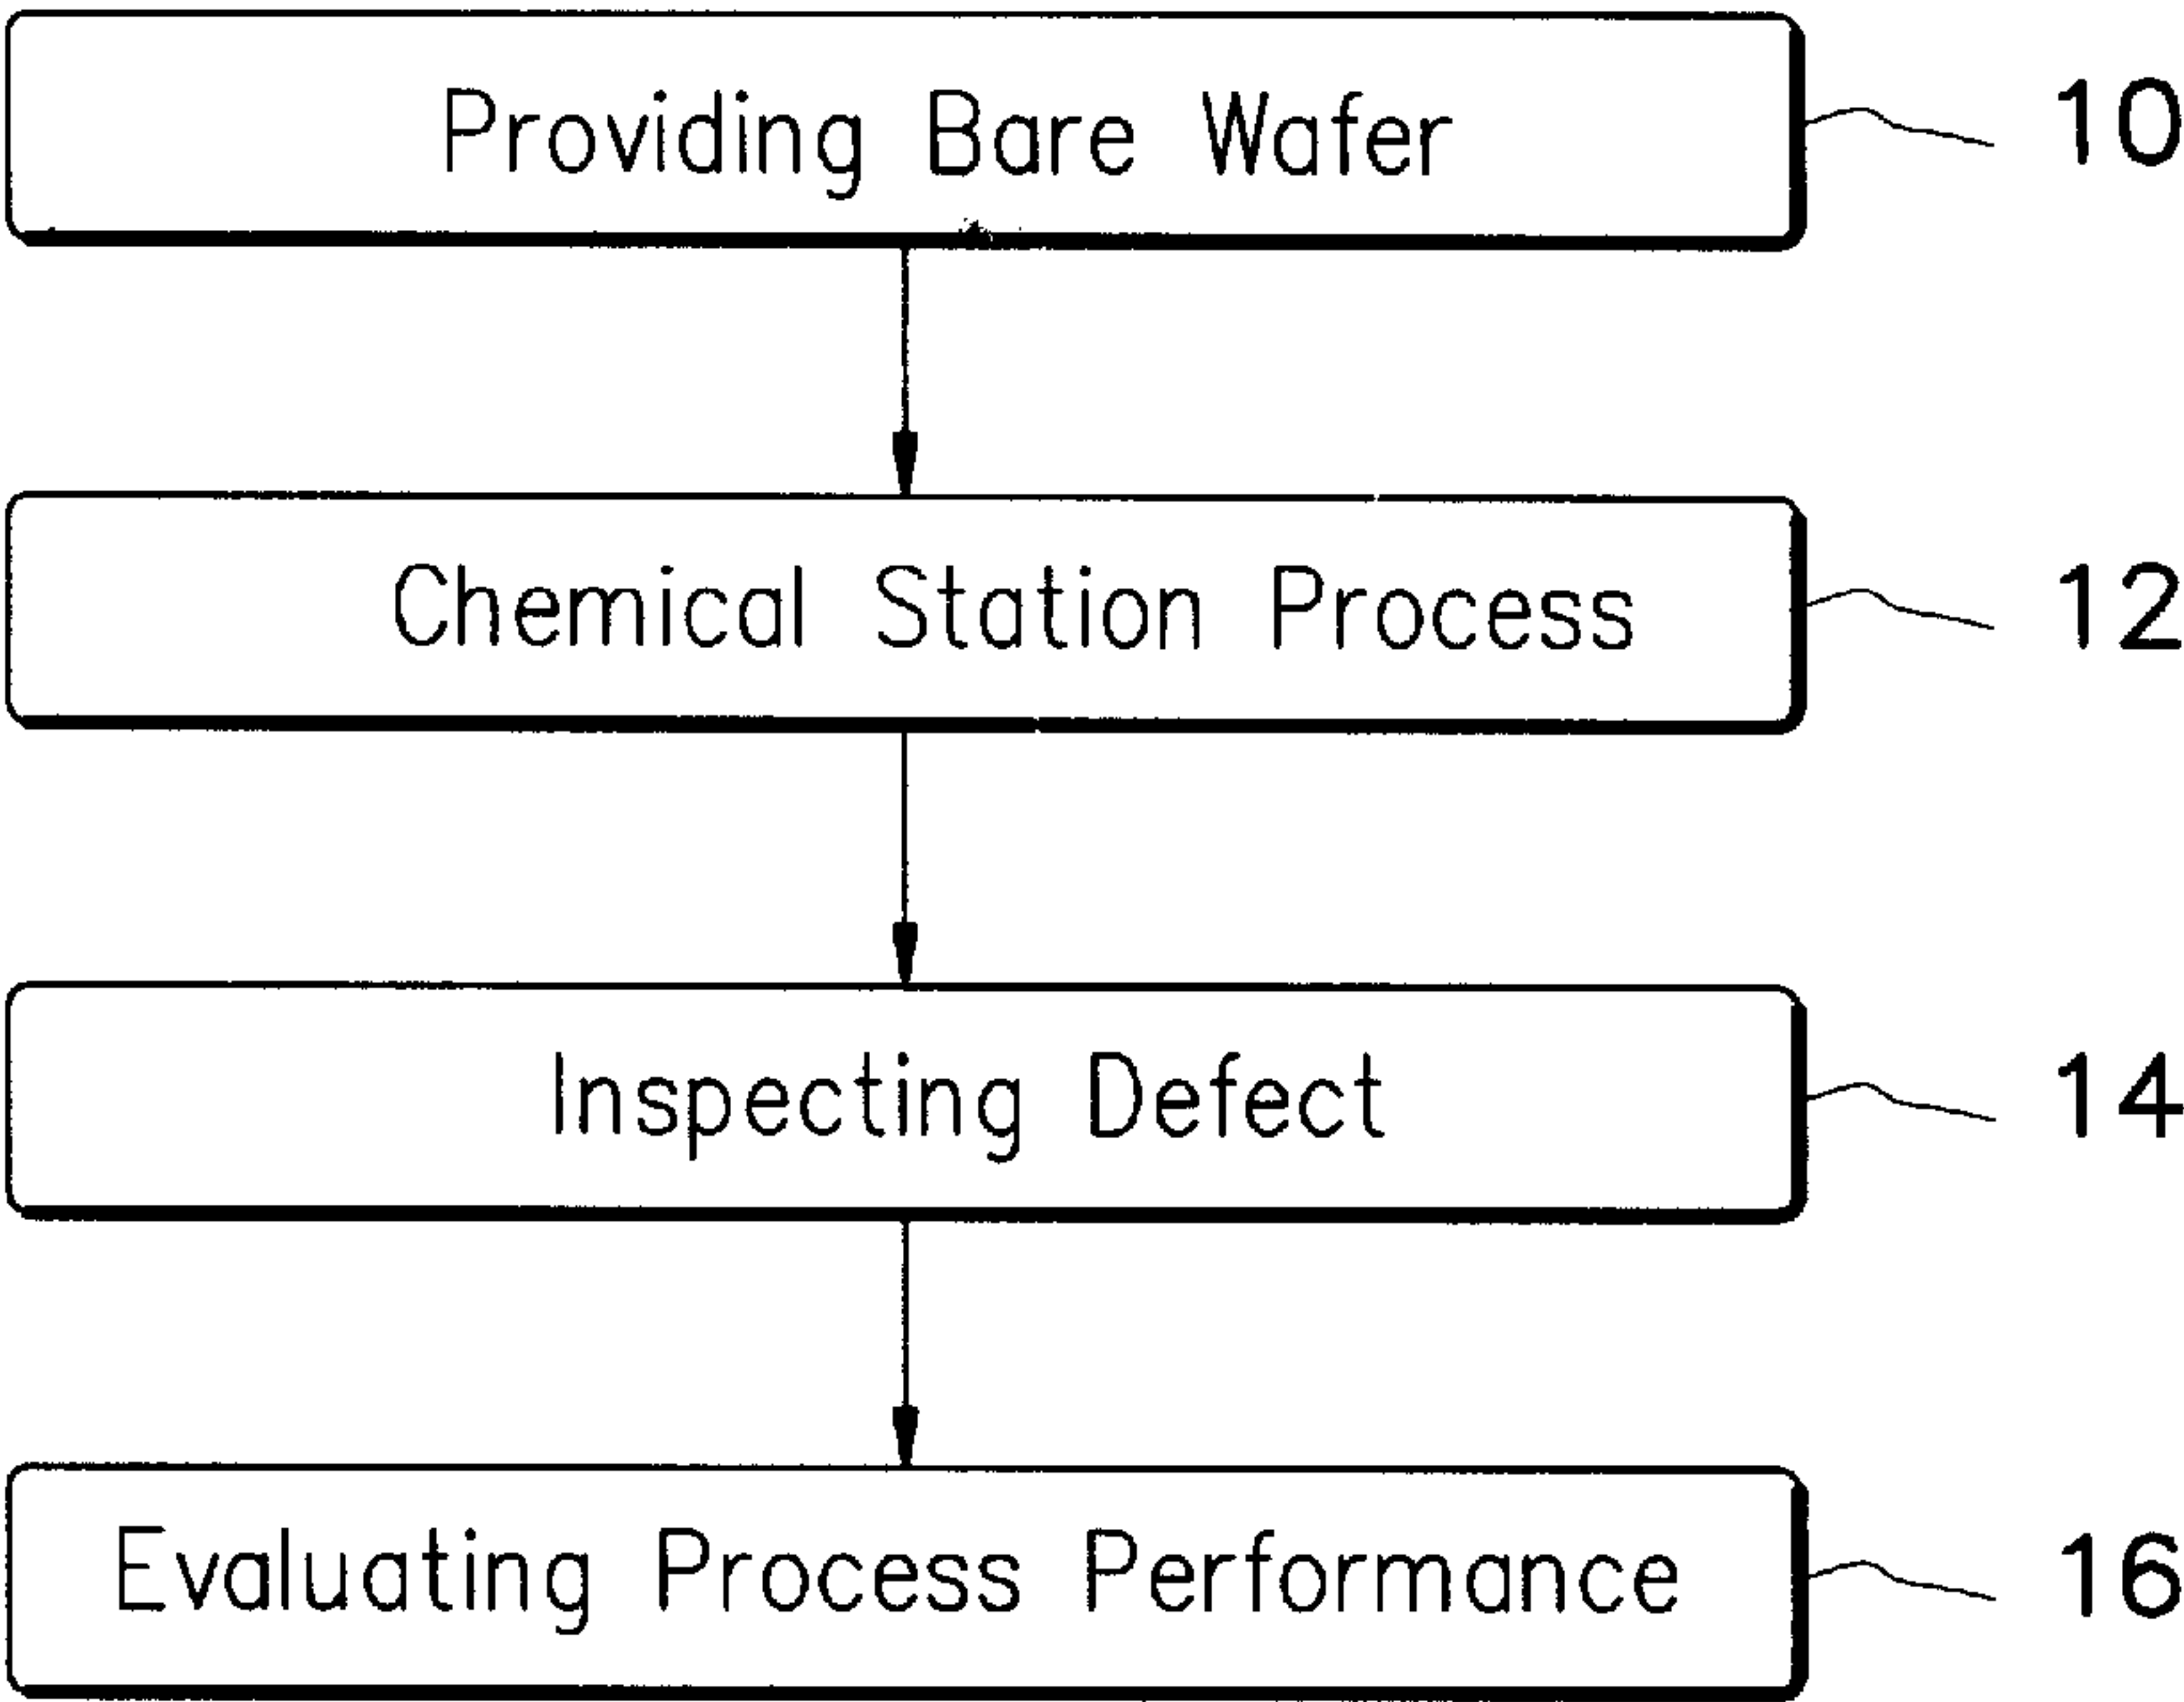 Providing Bare Wafer 10
Chemical Station Process 12
Inspecting Defect 14
Evaluating Process Performance 16